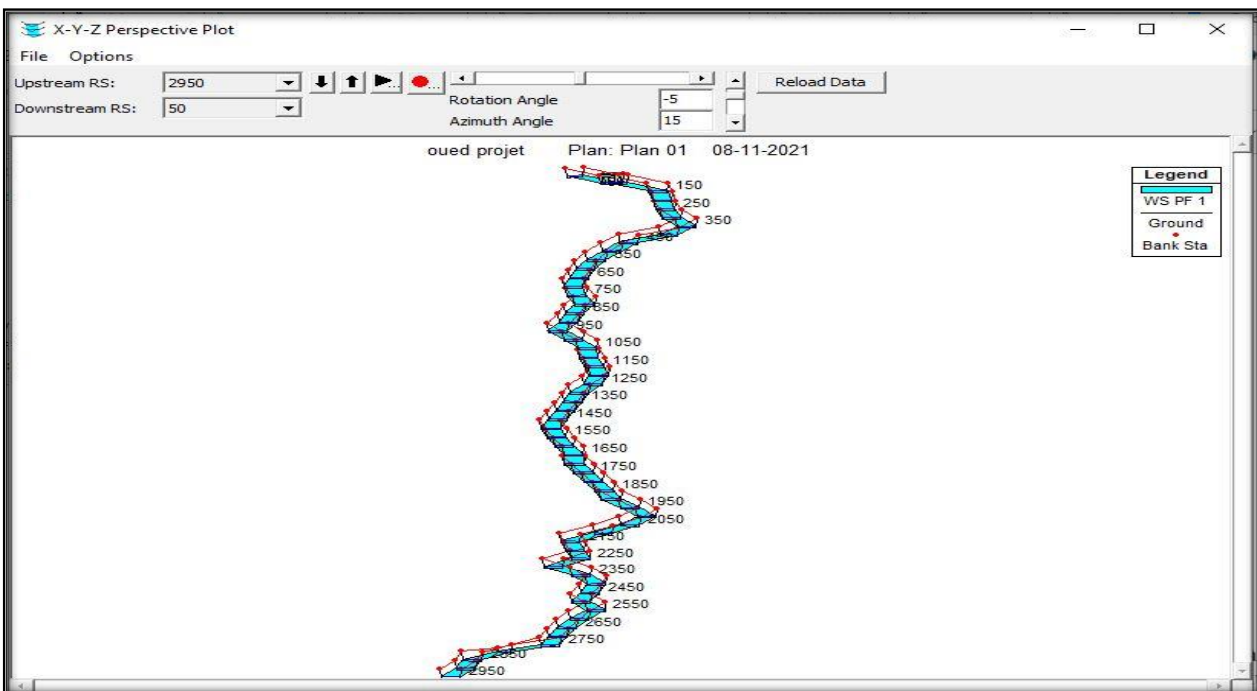 X-Y-Z Perspective Plot
File Options
Upstream RS: 2950
Downstream RS: 50
Rotation Angle -5
Azimuth Angle 15
Reload Data
oued projet Plan: Plan 01 08-11-2021
Legend
WS PF 1
Ground
Bank Sta
150
250
350
650
750
850
950
1050
1150
1250
1350
1450
1550
1650
1750
1850
1950
2050
2150
2250
2350
2450
2550
2650
2750
2950